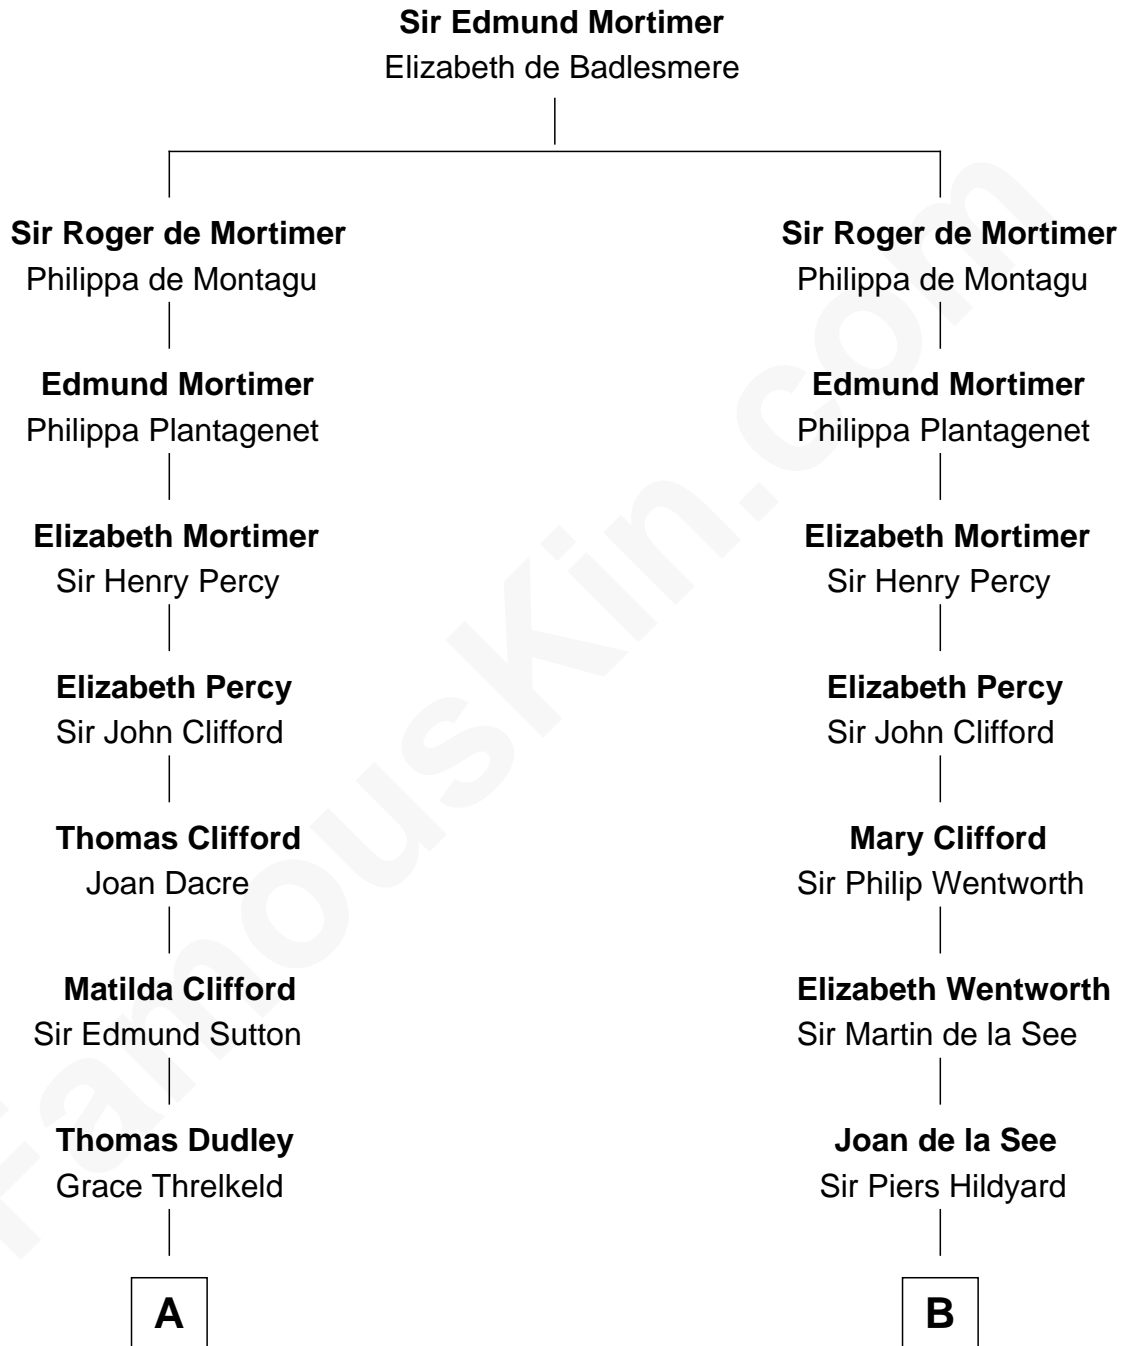 Sir Edmund Mortimer
Elizabeth de Badlesmere
Sir Roger de Mortimer
Philippa de Montagu
Sir Roger de Mortimer
Philippa de Montagu
Edmund Mortimer
Philippa Plantagenet
Edmund Mortimer
Philippa Plantagenet
Elizabeth Mortimer
Sir Henry Percy
Elizabeth Mortimer
Sir Henry Percy
Elizabeth Percy
Sir John Clifford
Elizabeth Percy
Sir John Clifford
Thomas Clifford
Joan Dacre
Mary Clifford
Sir Philip Wentworth
Matilda Clifford
Sir Edmund Sutton
Elizabeth Wentworth
Sir Martin de la See
Thomas Dudley
Grace Threlkeld
Joan de la See
Sir Piers Hildyard
A
B
FamousKin.com